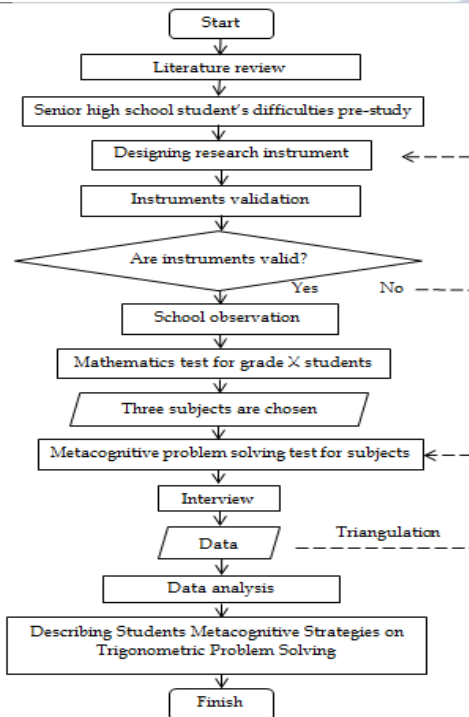 Start
Literature review
Senior high school student's difficulties pre-study
Designing research instrument
Instruments validation
Are instruments valid?
Yes
No
School observation
Mathematics test for grade X students
Three subjects are chosen
Metacognitive problem solving test for subjects
Interview
Data
Triangulation
Data analysis
Describing Students Metacognitive Strategies on
Trigonometric Problem Solving
Finish